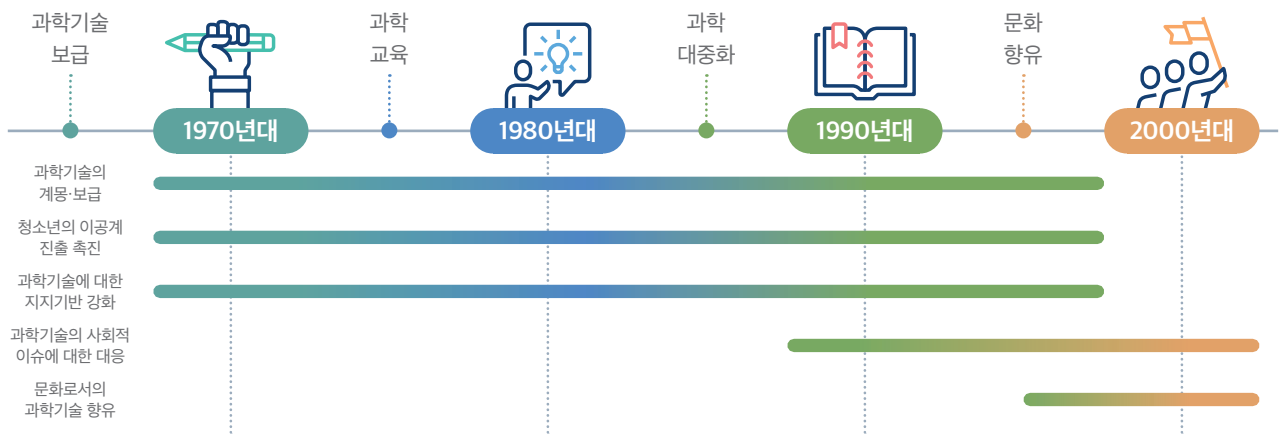 과학기술
보급
과학
교육
과학
대중화
문화
향유
1970년대
1980년대
1990년대
2000년대
과학기술의
계몽·보급
청소년의 이공계
진출 촉진
과학기술에 대한
지지기반 강화
과학기술의 사회적
이슈에 대한 대응
문화로서의
과학기술 향유